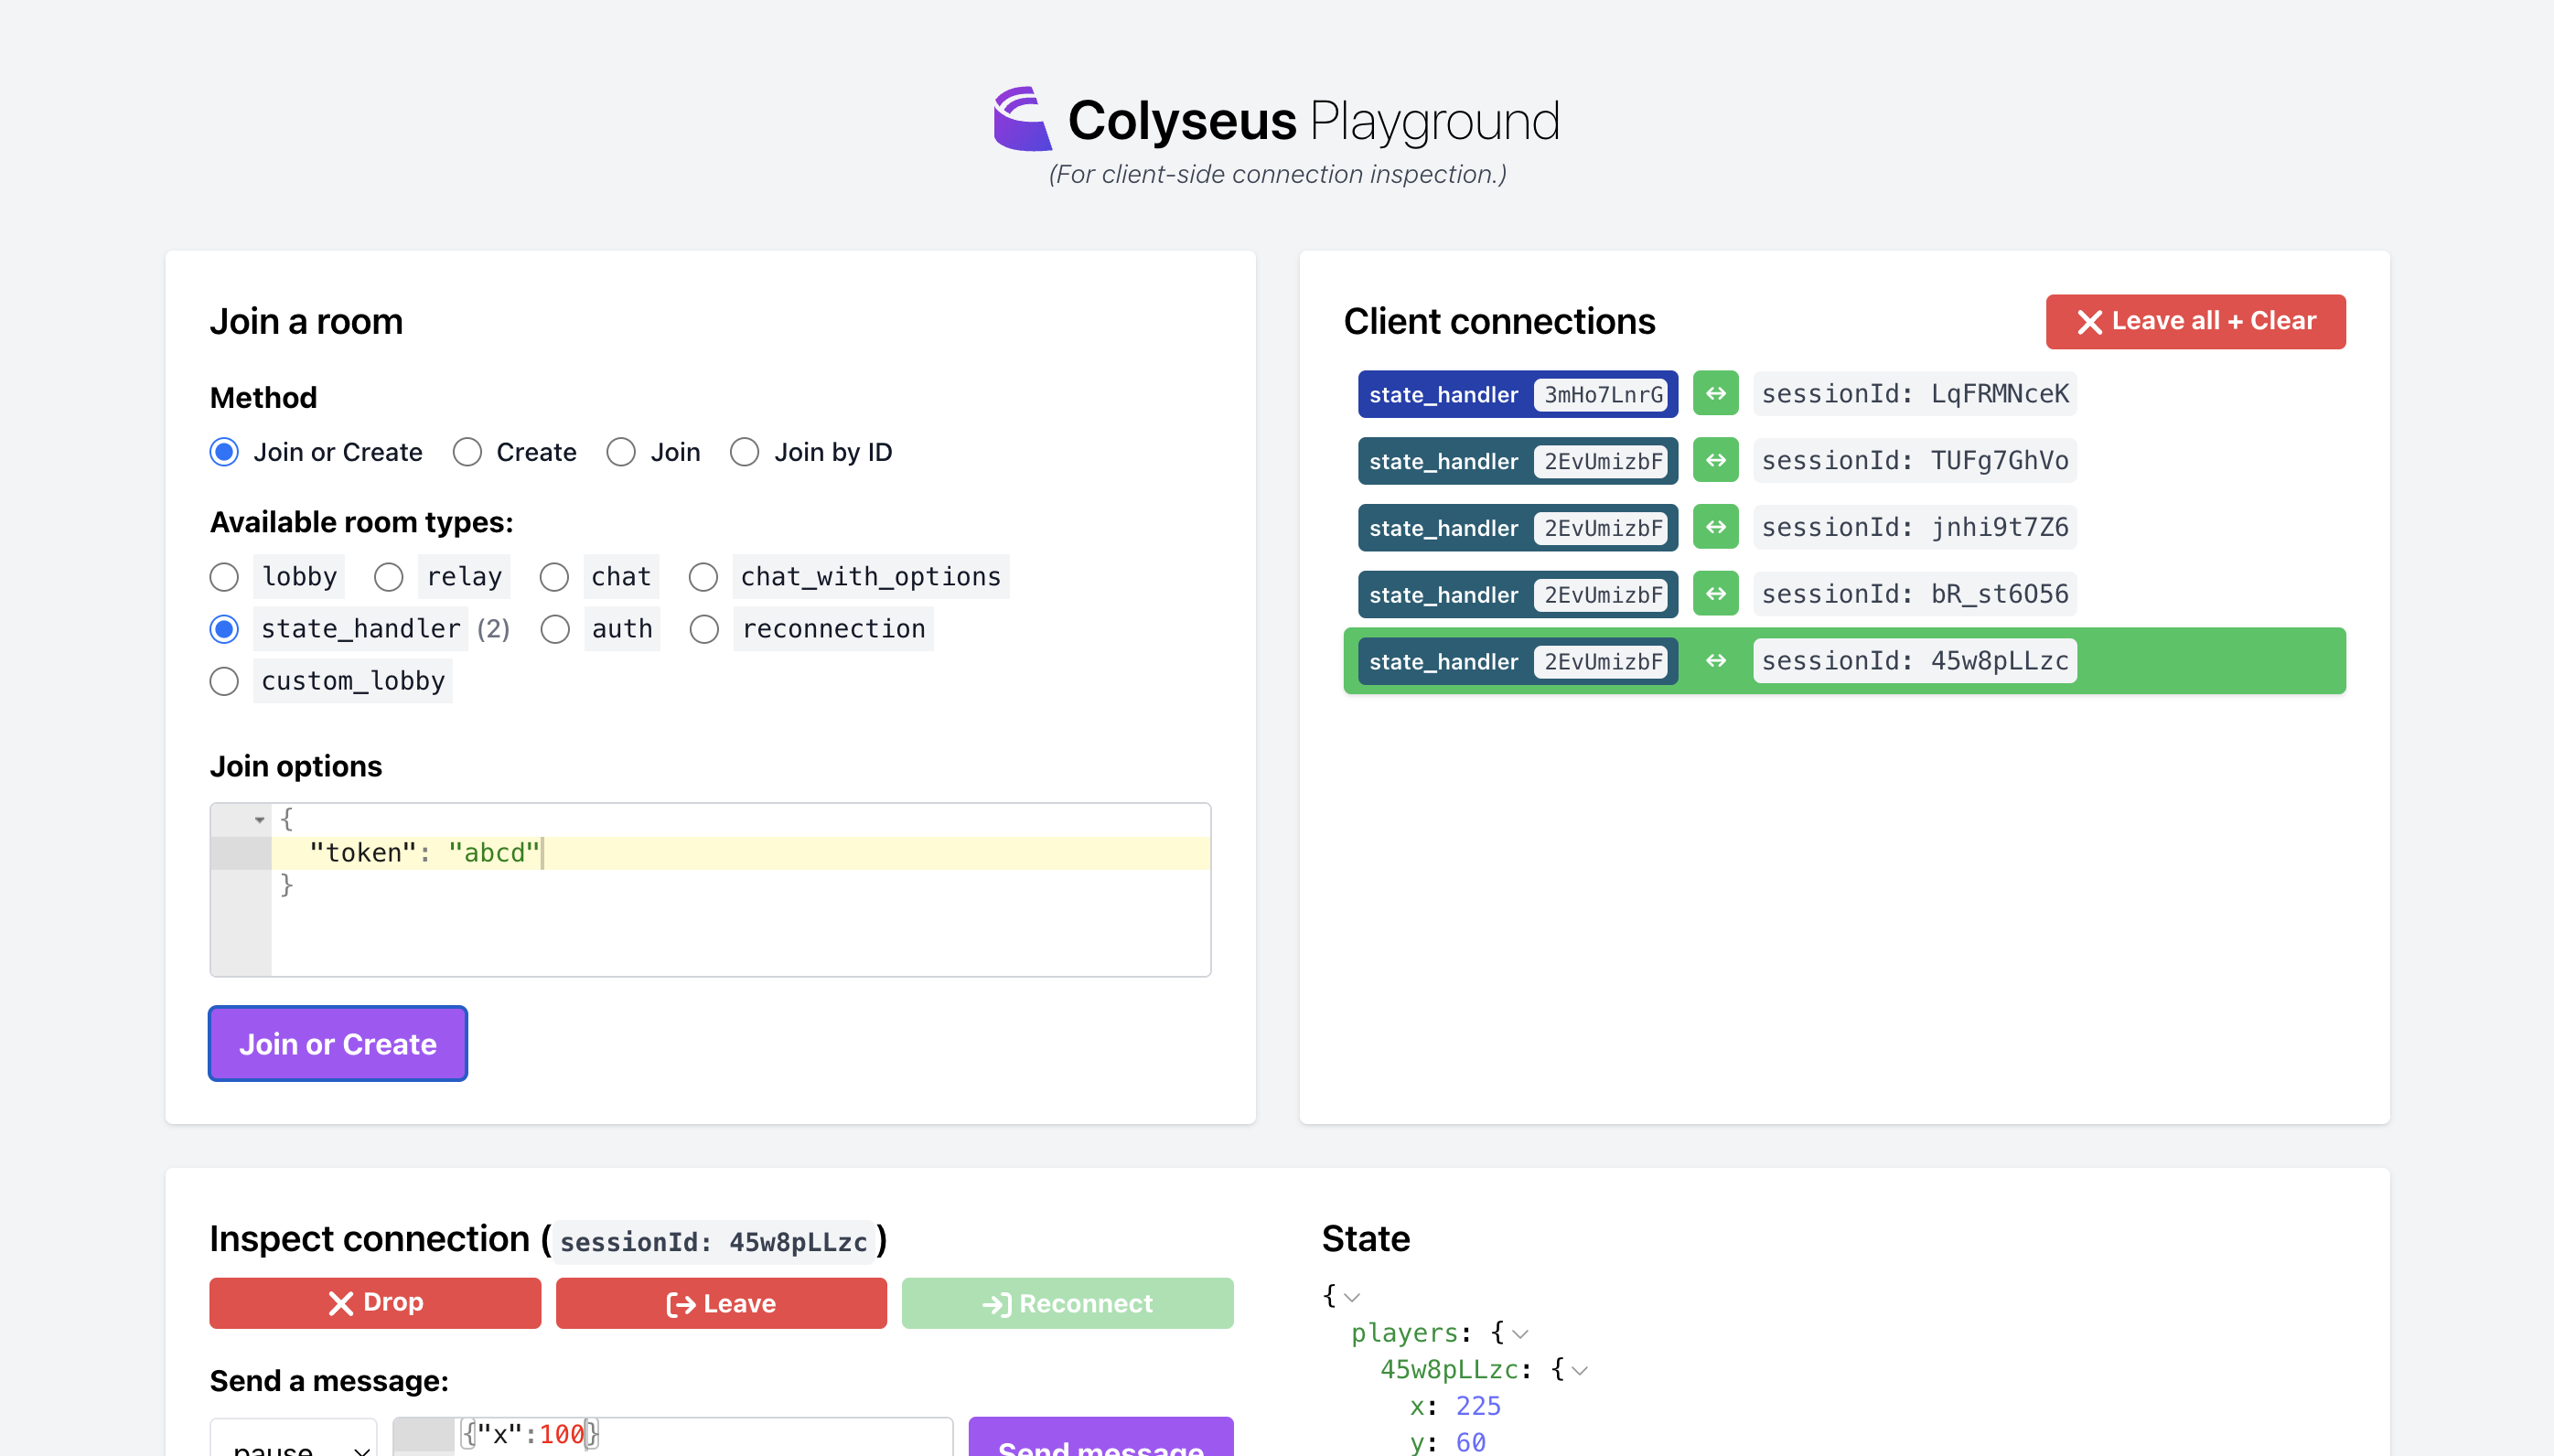 Colyseus Playground
(For client-side connection inspection.)
Join a room
Method
Join or Create Create Join Join by ID
Available room types:
lobby relay chat chat_with_options
state_handler (2) auth reconnection
custom_lobby
Join options
{
"token": "abcd"
}
Join or Create
Client connections
Leave all + Clear
state_handler 3mHo7LnrG sessionId: LqFRMNceK
state_handler 2EvUmizbF sessionId: TUFg7GhVo
state_handler 2EvUmizbF sessionId: jnhi9t7Z6
state_handler 2EvUmizbF sessionId: bR_st6O56
state_handler 2EvUmizbF sessionId: 45w8pLLzc
Inspect connection (sessionId: 45w8pLLzc)
Drop Leave Reconnect
Send a message:
pause {"x":100} Send message
State
{
players: {
45w8pLLzc: {
x: 225
y: 60